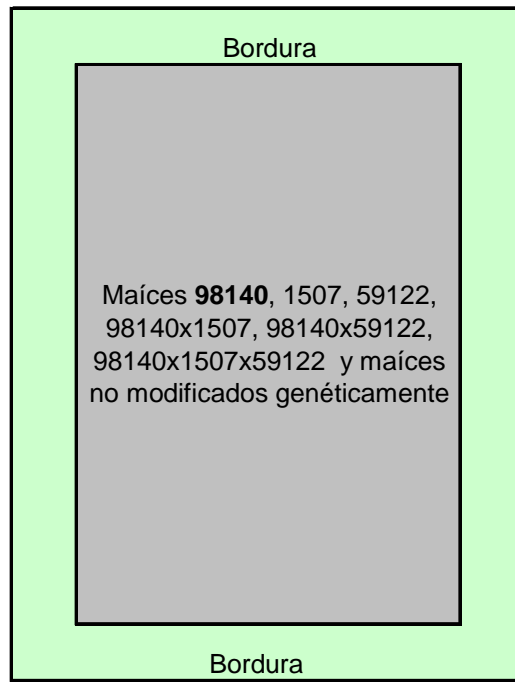 Bordura
Maíces 98140, 1507, 59122,
98140x1507, 98140x59122,
98140x1507x59122 y maíces
no modificados genéticamente
Bordura